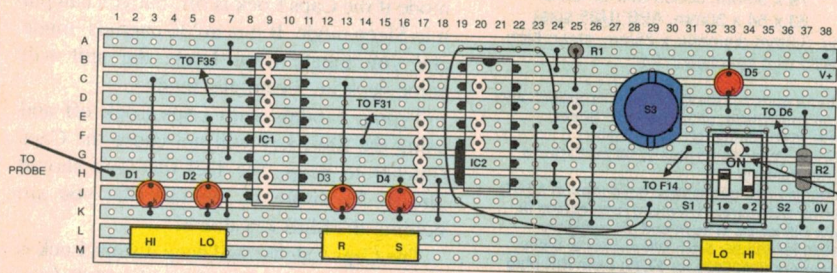 1 2 3 4 5 6 7 8 9 10 11 12 13 14 15 16 17 18 19 20 21 22 23 24 25 26 27 28 29 30 31 32 33 34 35 36 37 38
A
R1
B
TO F35
C
D5
V+
D
TO F31
S3
TO D6
E
F
IC1
IC2
ON
G
TO PROBE
H
D1
D2
D3
D4
TO F14
R2
J
K
S1
1
2
S2
0V
L
HI
LO
R
S
LO
HI
M